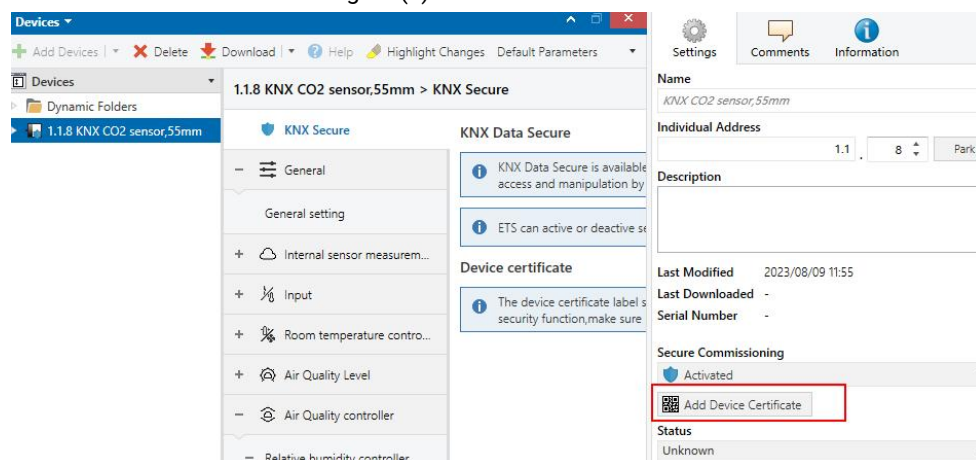 Devices
Add Devices Delete Download Help Highlight Changes Default Parameters
Devices
Dynamic Folders
1.1.8 KNX CO2 sensor,55mm
1.1.8 KNX CO2 sensor,55mm > KNX Secure
KNX Secure
General
General setting
Internal sensor measurem...
Input
Room temperature contro...
Air Quality Level
Air Quality controller
Relative humidity controller
KNX Data Secure
KNX Data Secure is available
access and manipulation by
ETS can active or deactive se
Device certificate
The device certificate label s
security function,make sure
Settings Comments Information
Name
KNX CO2 sensor,55mm
Individual Address
1.1 . 8 Park
Description
Last Modified 2023/08/09 11:55
Last Downloaded -
Serial Number -
Secure Commissioning
Activated
Add Device Certificate
Status
Unknown